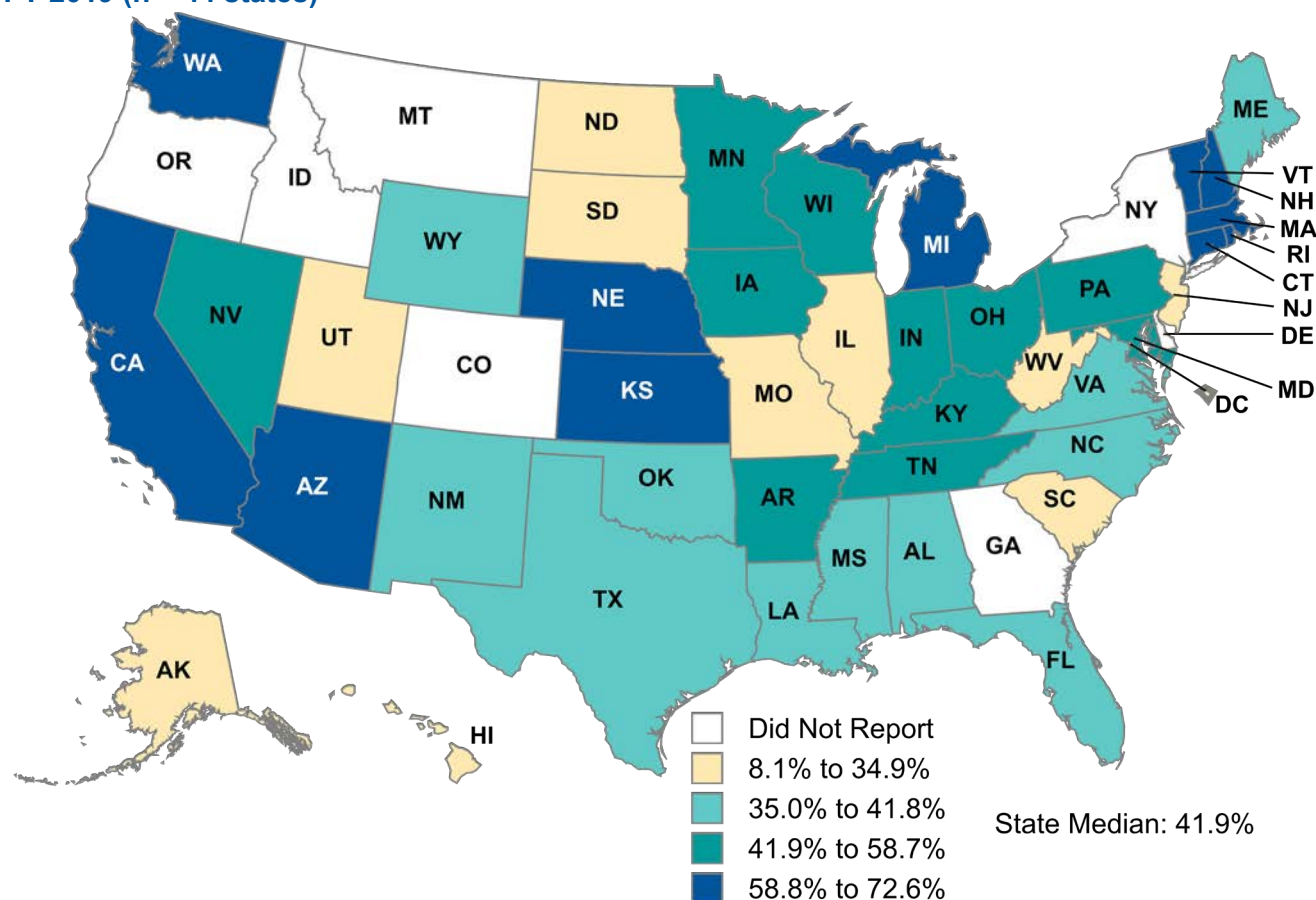 WA
MT
ND
MN
ME
OR
ID
SD
WI
VT
NH
NY
MA
MI
RI
WY
CT
NE
IA
PA
NJ
NV
OH
DE
UT
IL
IN
CA
CO
WV
MD
KS
MO
VA
DC
KY
NC
AZ
OK
TN
NM
AR
SC
MS
AL
GA
TX
LA
FL
AK
HI
Did Not Report
8.1% to 34.9%
35.0% to 41.8%
State Median: 41.9%
41.9% to 58.7%
58.8% to 72.6%